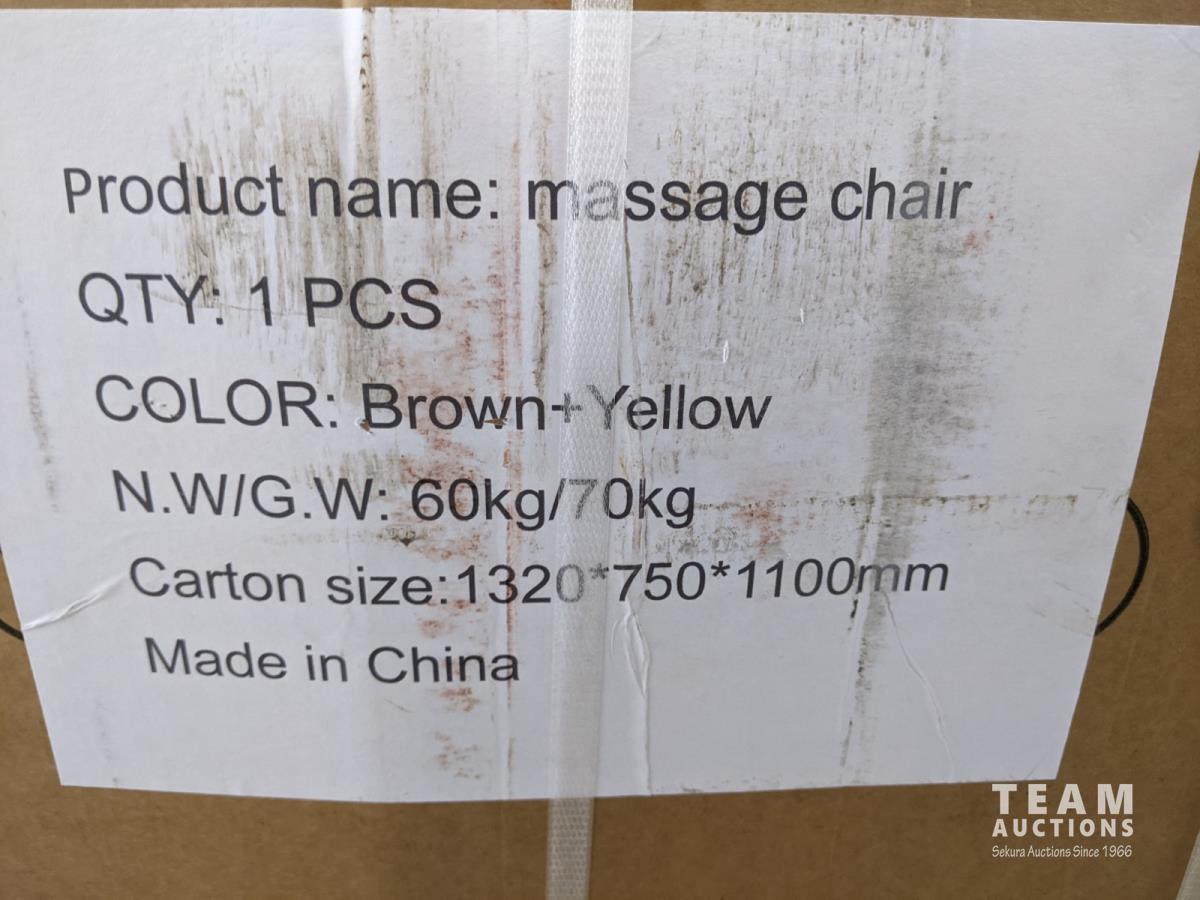 Product name: massage chair
QTY: 1 PCS
COLOR: Brown+Yellow
N.W/G.W: 60kg/70kg
Carton size:1320*750*1100mm
Made in China
TEAM
AUCTIONS
Sekura Auctions Since 1966